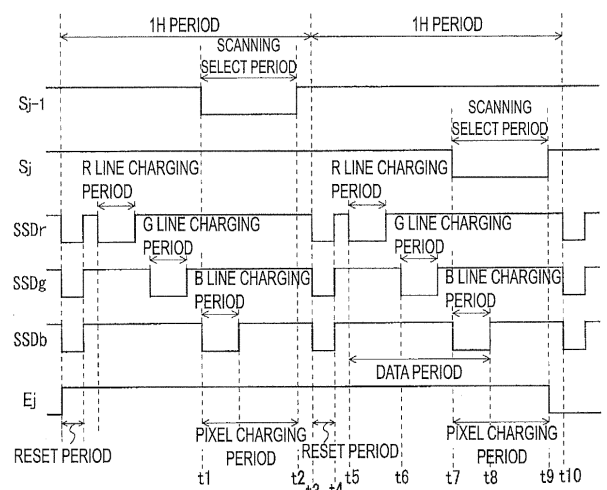 1H PERIOD 1H PERIOD
SCANNING
SELECT PERIOD
Sj-1
SCANNING
SELECT PERIOD
Sj
R LINE CHARGING
PERIOD
R LINE CHARGING
PERIOD
G LINE CHARGING
PERIOD
G LINE CHARGING
PERIOD
SSDr
B LINE CHARGING
PERIOD
B LINE CHARGING
PERIOD
SSDg
SSDb
DATA PERIOD
Ej
RESET PERIOD
PIXEL CHARGING
PERIOD
RESET PERIOD
PIXEL CHARGING
PERIOD
t1 t2 t3 t4 t5 t6 t7 t8 t9 t10